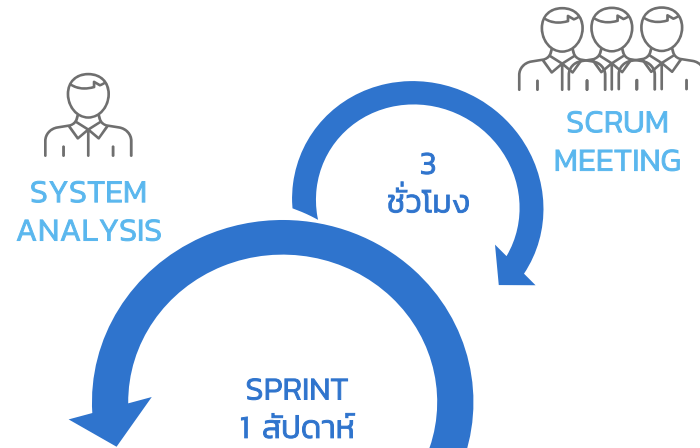 SYSTEM
ANALYSIS
3
ชั่วโมง
SCRUM
MEETING
SPRINT
1 สัปดาห์